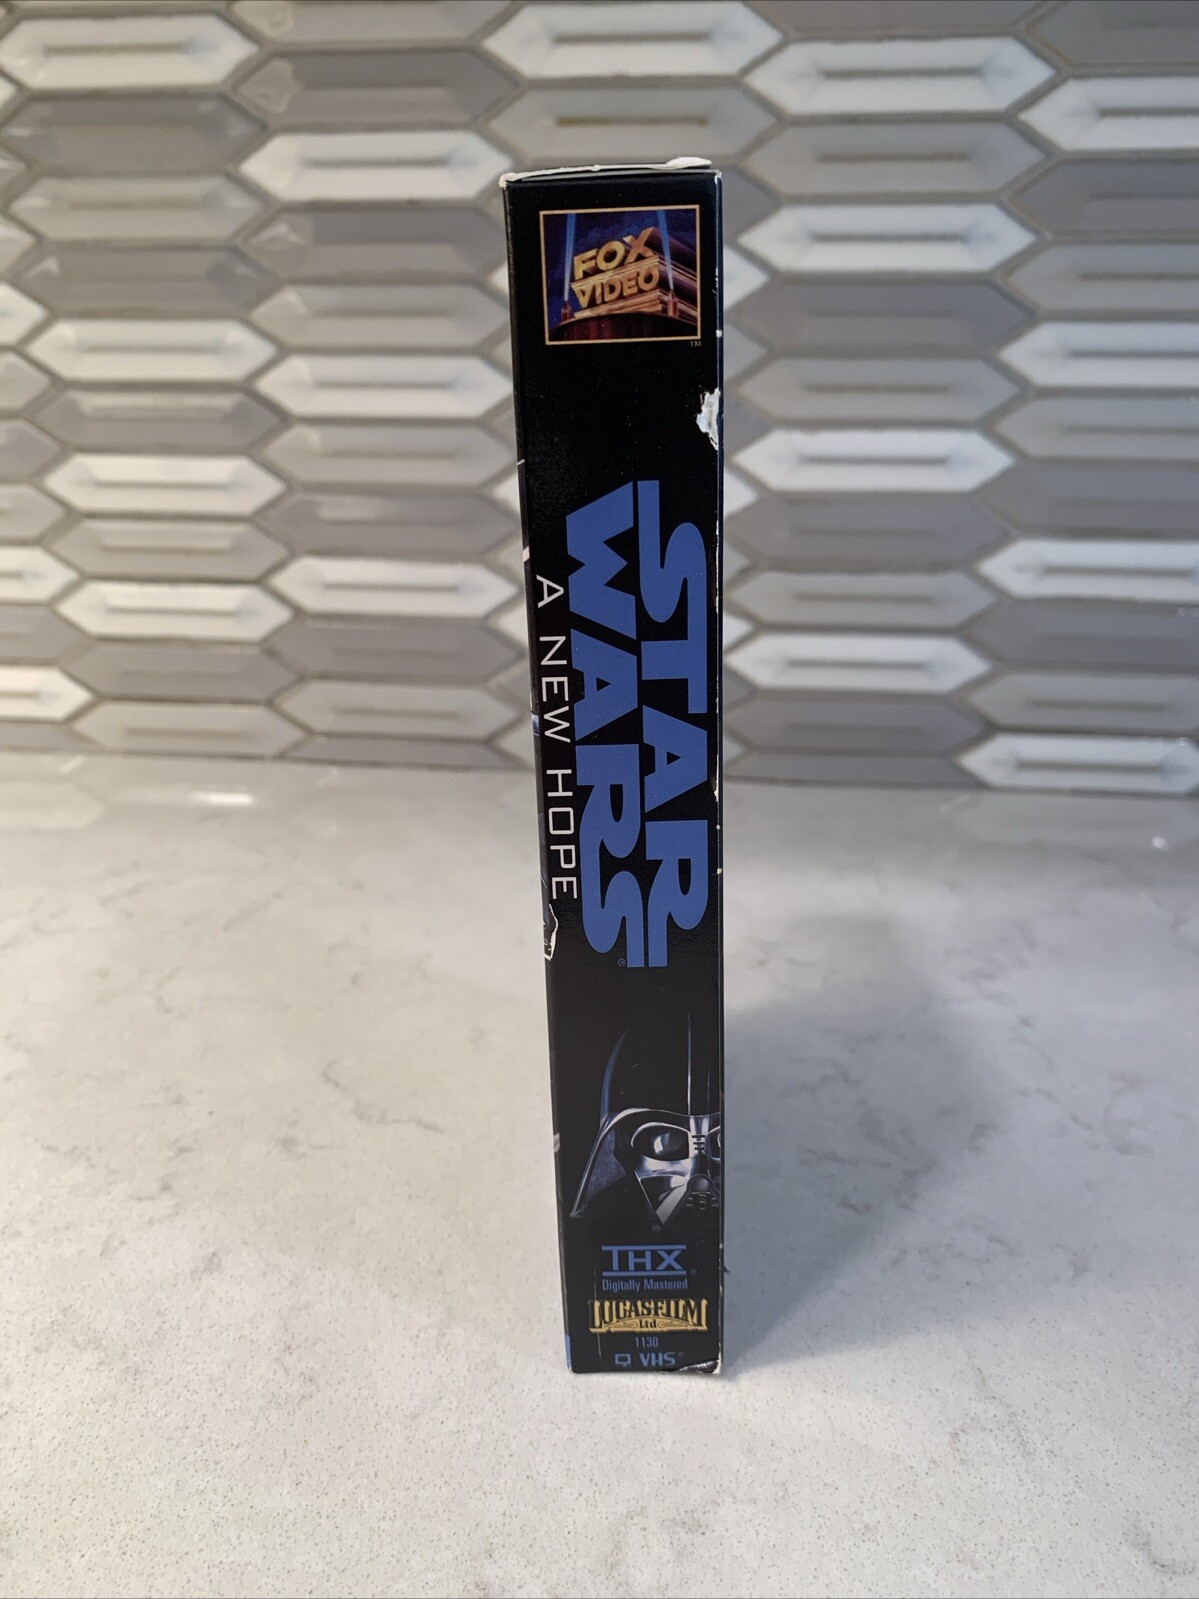 FOX
VIDEO
TM
STAR
WARS®
A NEW HOPE
THX®
Digitally Mastered
LUCASFILM
Ltd
1130
VHS®